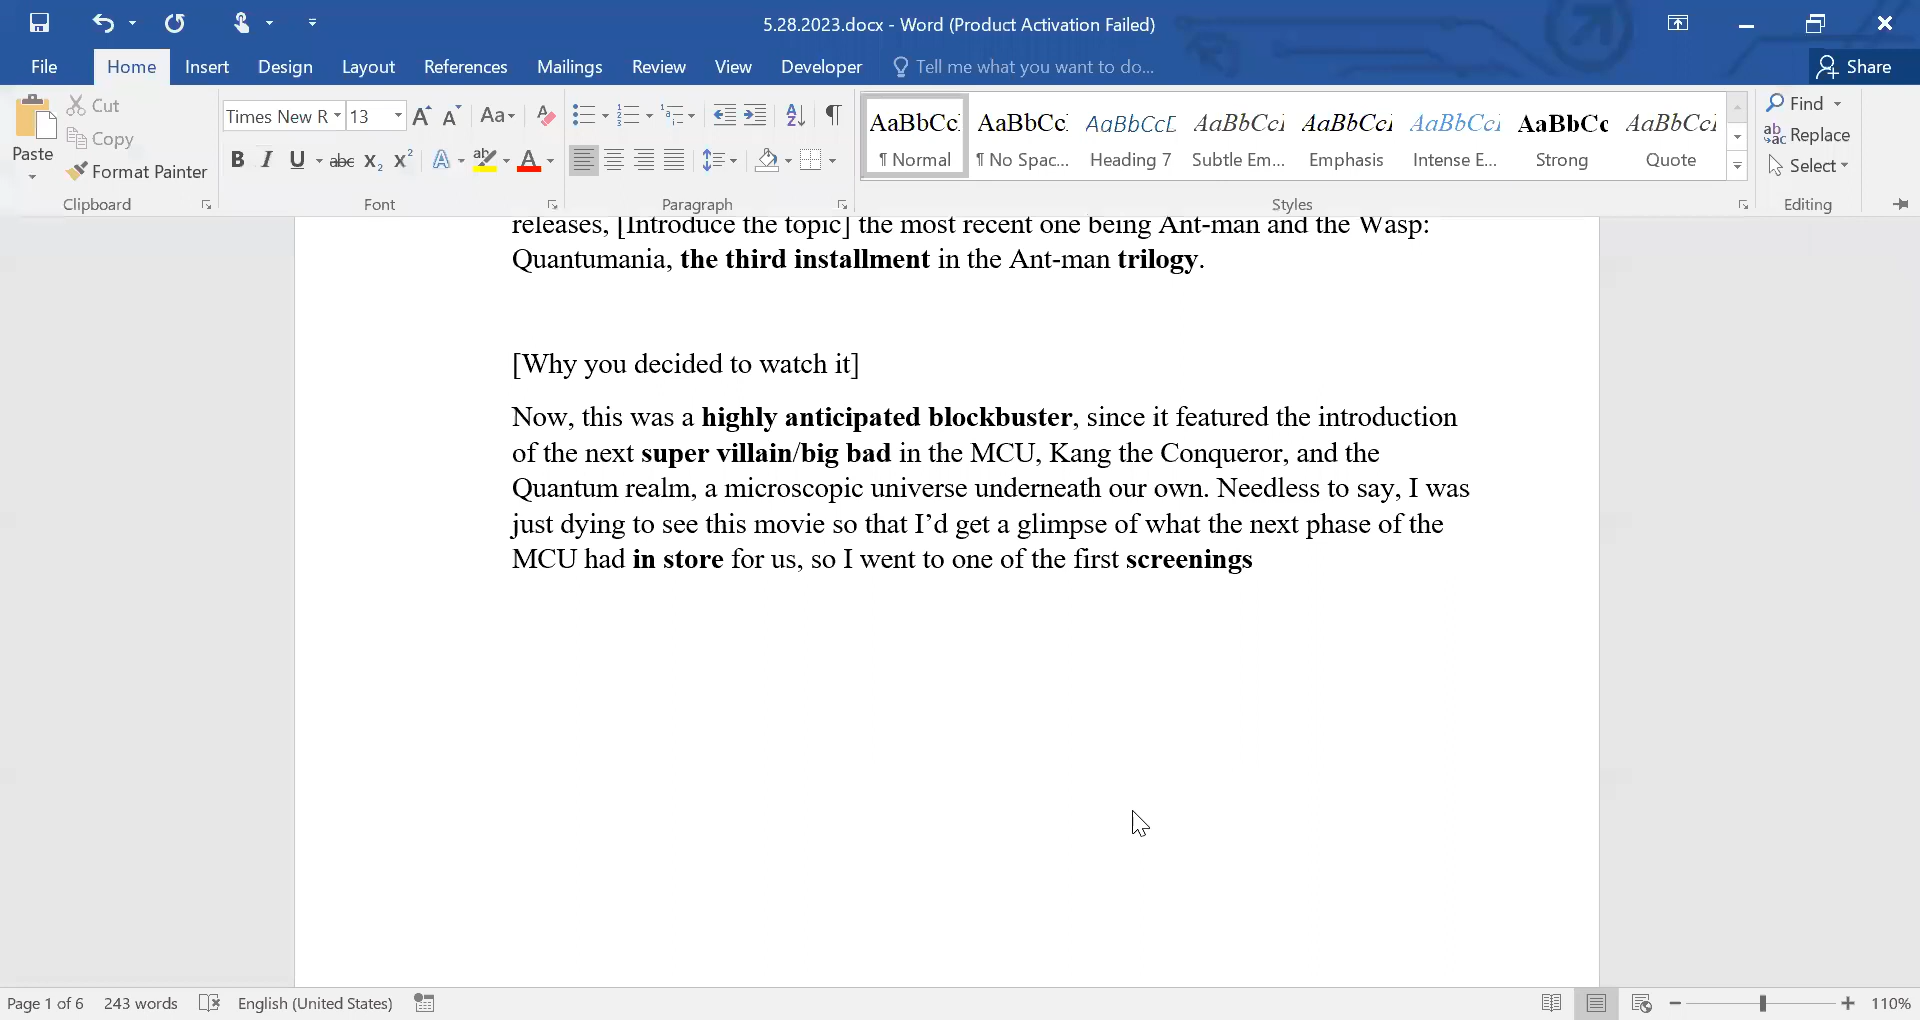 5.28.2023.docx - Word (Product Activation Failed)
File Home Insert Design Layout References Mailings Review View Developer Tell me what you want to do... Share
Paste
Cut
Copy
Format Painter
Clipboard
Times New R 13
Aa
B I U abc X₂ X² A ab A
Font
Paragraph
AaBbCcI AaBbCcI AaBbCcL AaBbCcI AaBbCcI AaBbCcI AaBbCc AaBbCcI
¶ Normal ¶ No Spac... Heading 7 Subtle Em... Emphasis Intense E... Strong Quote
Styles
Find
Replace
Select
Editing
releases, [Introduce the topic] the most recent one being Ant-man and the Wasp:
Quantumania, the third installment in the Ant-man trilogy.
[Why you decided to watch it]
Now, this was a highly anticipated blockbuster, since it featured the introduction
of the next super villain/big bad in the MCU, Kang the Conqueror, and the
Quantum realm, a microscopic universe underneath our own. Needless to say, I was
just dying to see this movie so that I’d get a glimpse of what the next phase of the
MCU had in store for us, so I went to one of the first screenings
Page 1 of 6 243 words English (United States) 110%